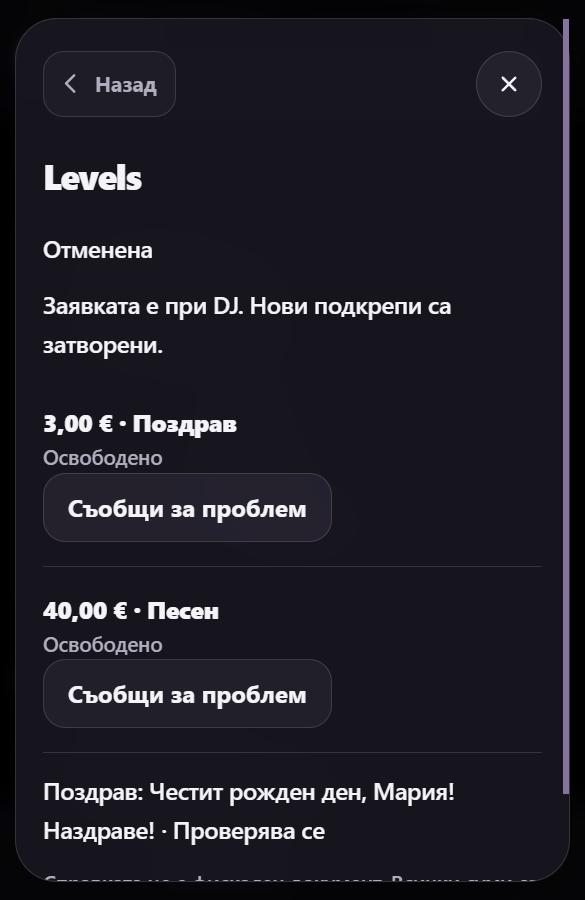 Назад
Levels
Отменена
Заявката е при DJ. Нови подкрепи са
затворени.
3,00 € · Поздрав
Освободено
Съобщи за проблем
40,00 € · Песен
Освободено
Съобщи за проблем
Поздрав: Честит рожден ден, Мария!
Наздраве! · Проверява се